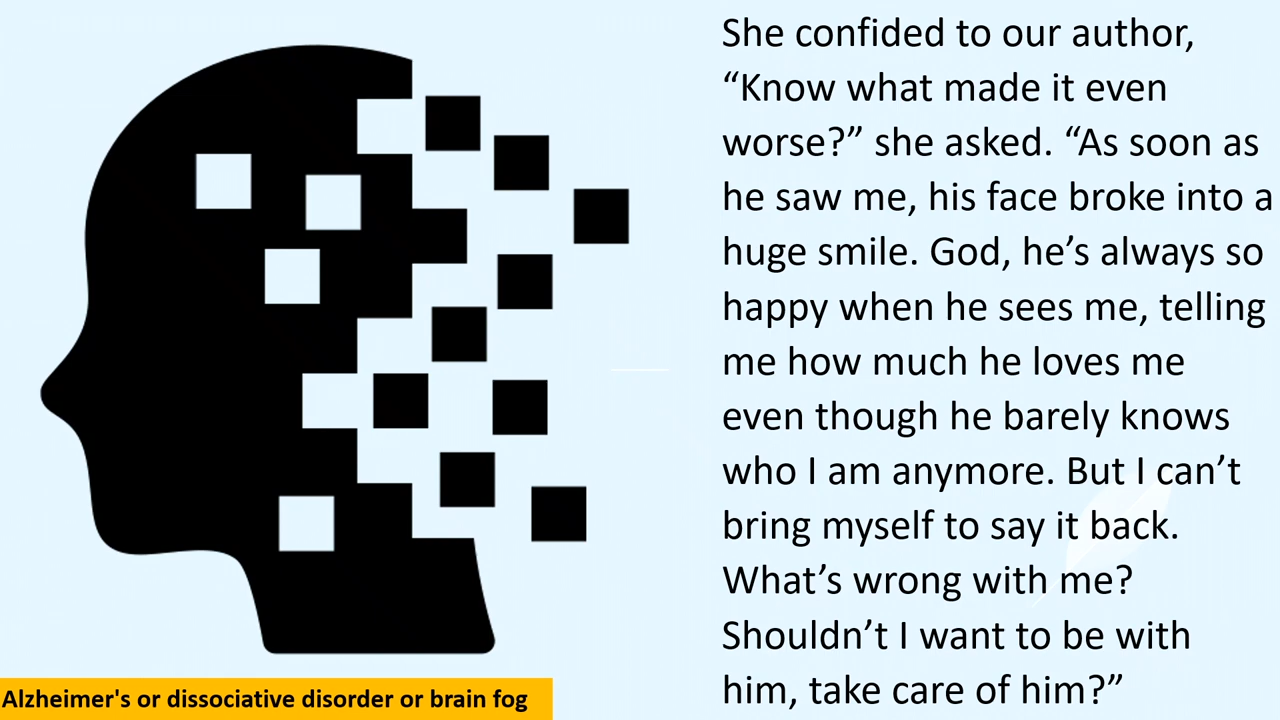 She confided to our author,
“Know what made it even
worse?” she asked. “As soon as
he saw me, his face broke into a
huge smile. God, he’s always so
happy when he sees me, telling
me how much he loves me
even though he barely knows
who I am anymore. But I can’t
bring myself to say it back.
What’s wrong with me?
Shouldn’t I want to be with
him, take care of him?”
Alzheimer's or dissociative disorder or brain fog